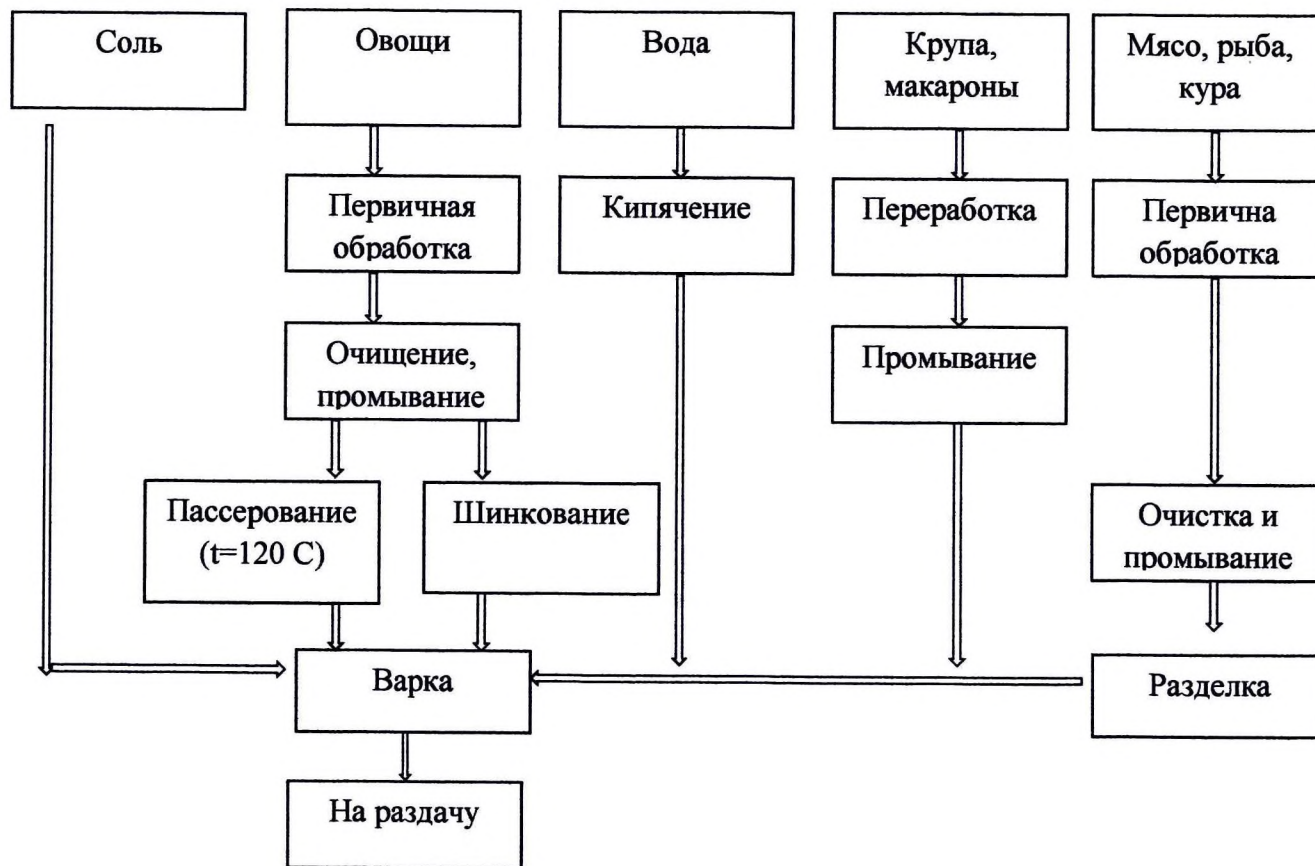 Соль
Овощи
Вода
Крупа,
макароны
Мясо, рыба,
кура
Первичная
обработка
Кипячение
Переработка
Первична
обработка
Очищение,
промывание
Промывание
Пассерование
(t=120 С)
Шинкование
Очистка и
промывание
Варка
Разделка
На раздачу